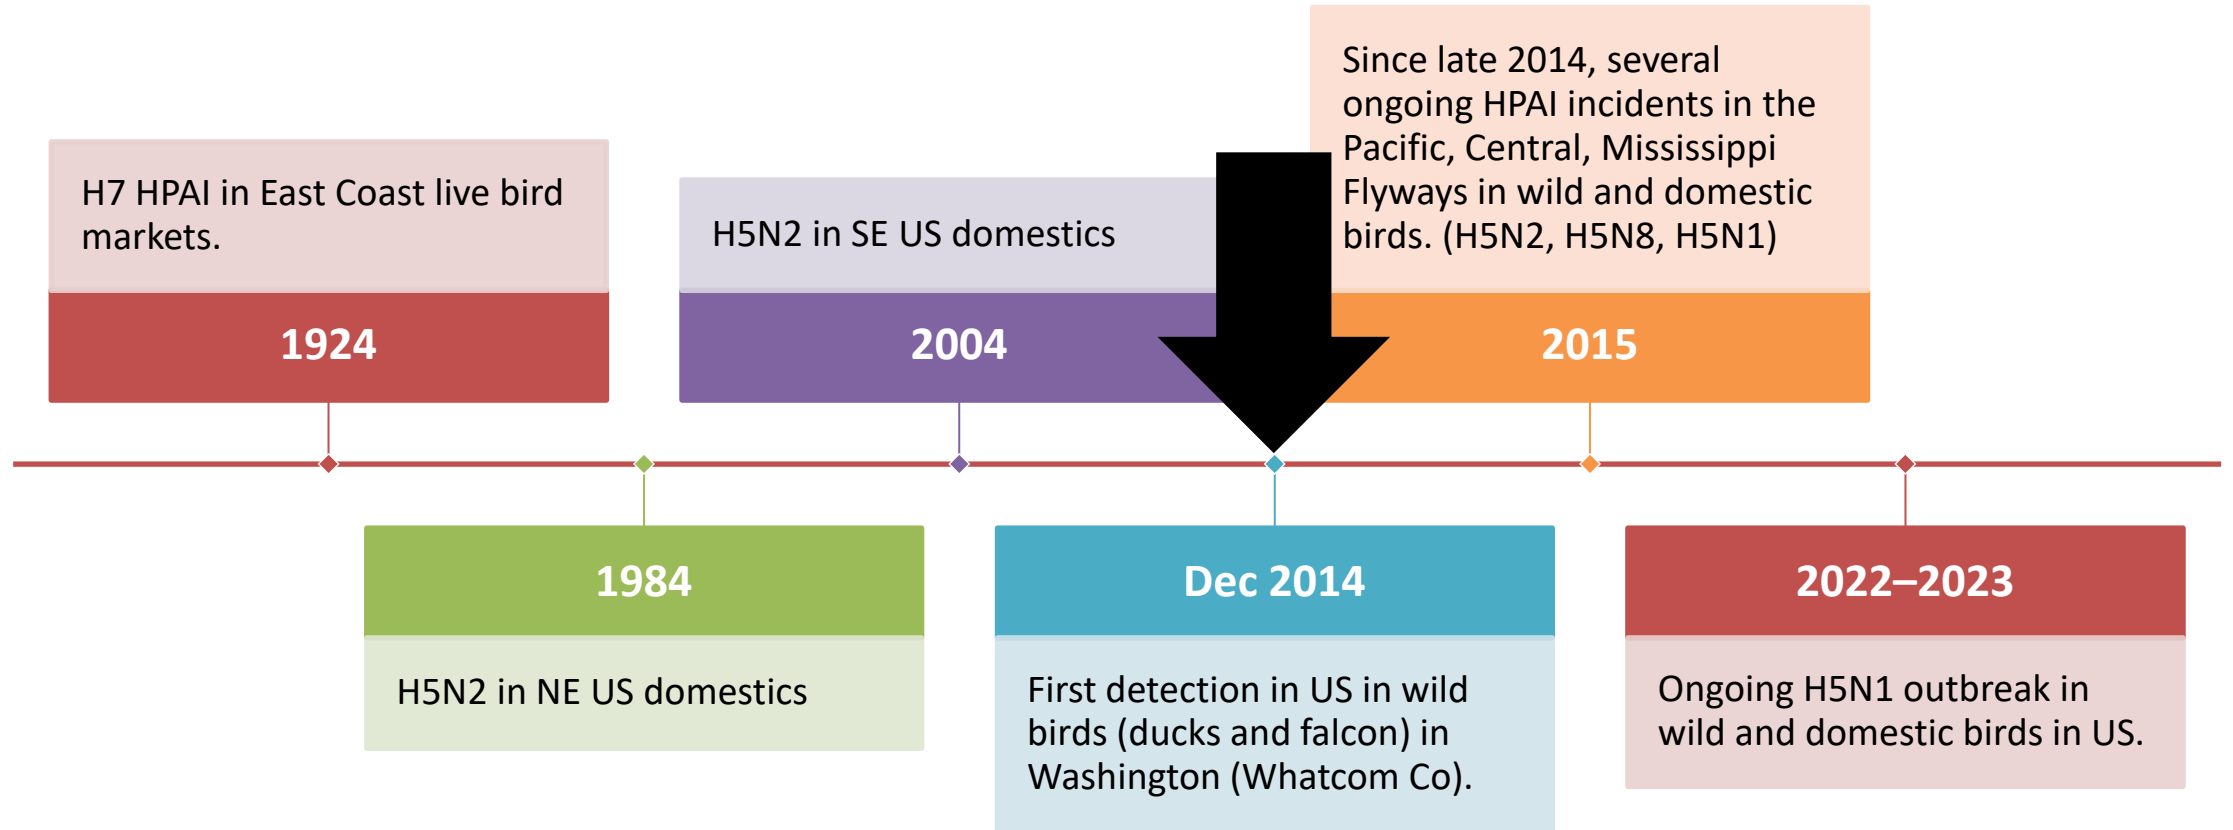 H7 HPAI in East Coast live bird
markets.
1924
1984
H5N2 in NE US domestics
H5N2 in SE US domestics
2004
Dec 2014
First detection in US in wild
birds (ducks and falcon) in
Washington (Whatcom Co).
Since late 2014, several
ongoing HPAI incidents in the
Pacific, Central, Mississippi
Flyways in wild and domestic
birds. (H5N2, H5N8, H5N1)
2015
2022–2023
Ongoing H5N1 outbreak in
wild and domestic birds in US.